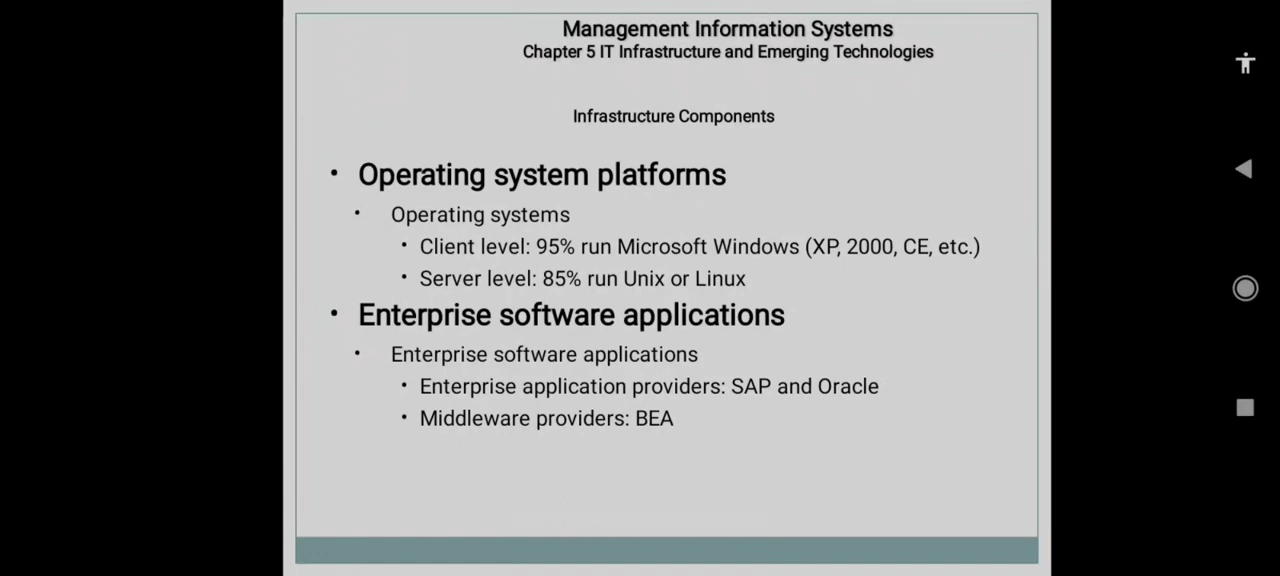 Management Information Systems
Chapter 5 IT Infrastructure and Emerging Technologies
Infrastructure Components
• Operating system platforms
• Operating systems
• Client level: 95% run Microsoft Windows (XP, 2000, CE, etc.)
• Server level: 85% run Unix or Linux
• Enterprise software applications
• Enterprise software applications
• Enterprise application providers: SAP and Oracle
• Middleware providers: BEA